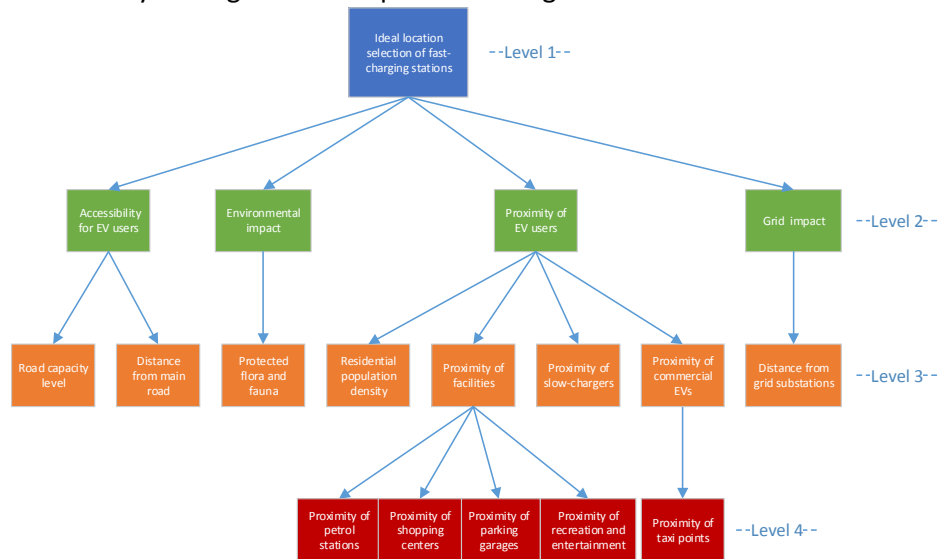 Ideal location
selection of fast-
charging stations
--Level 1--
Accessibility
for EV users
Environmental
impact
Proximity of
EV users
Grid impact
--Level 2--
Road capacity
level
Distance
from main
road
Protected
flora and
fauna
Residential
population
density
Proximity of
facilities
Proximity of
slow-chargers
Proximity of
commercial
EVs
Distance from
grid substations
--Level 3--
Proximity of
petrol
stations
Proximity of
shopping
centers
Proximity of
parking
garages
Proximity of
recreation and
entertainment
Proximity of
taxi points
--Level 4--